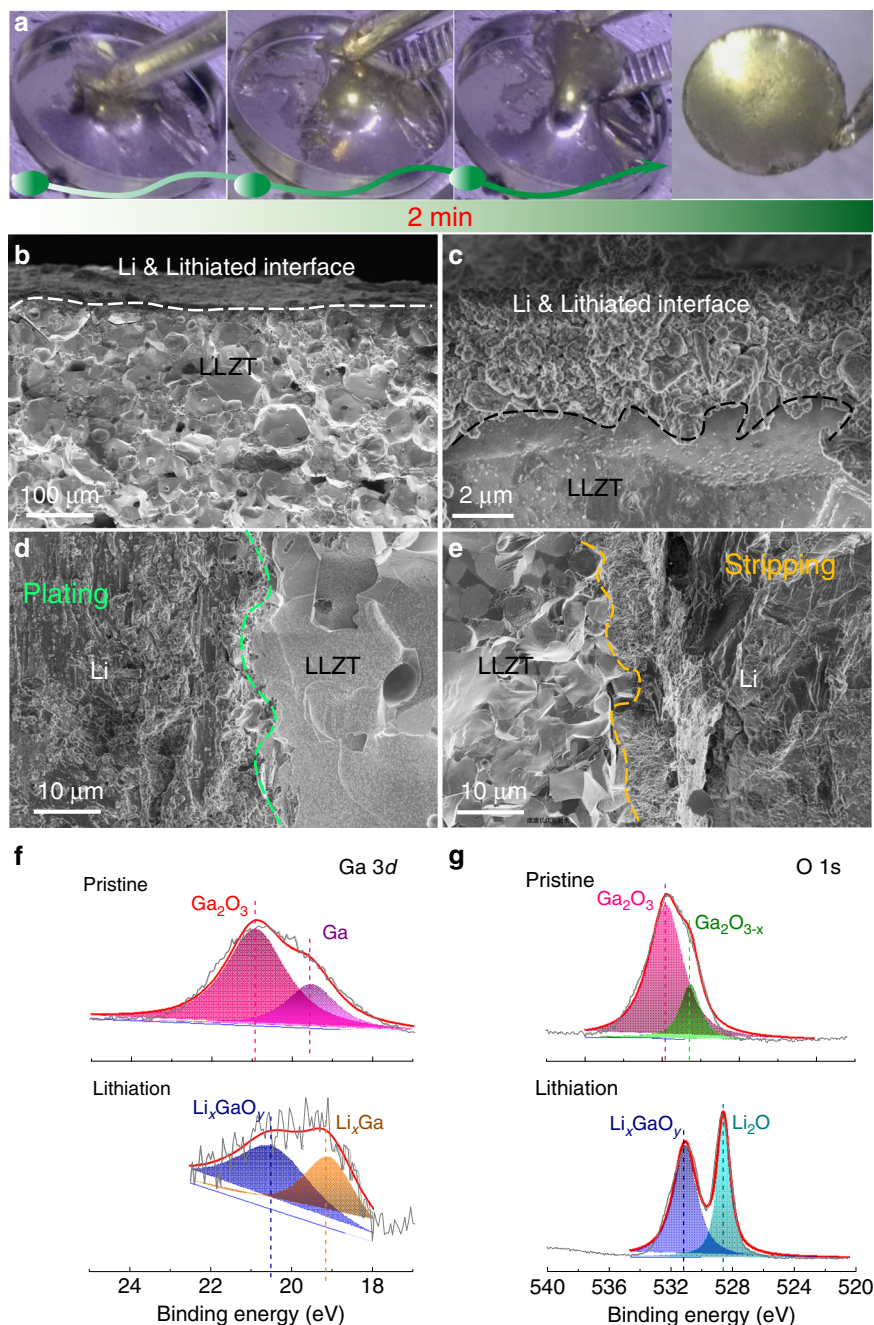 a
2 min
b
Li & Lithiated interface
LLZT
100 μm
c
Li & Lithiated interface
LLZT
2 μm
d
Plating
Li
LLZT
10 μm
e
Stripping
LLZT
Li
10 μm
f
Ga 3d
Pristine
Ga₂O₃
Ga
Lithiation
LiₓGaOᵧ
LiₓGa
24 22 20 18
Binding energy (eV)
g
O 1s
Pristine
Ga₂O₃
Ga₂O₃₋ₓ
Lithiation
LiₓGaOᵧ
Li₂O
540 536 532 528 524 520
Binding energy (eV)